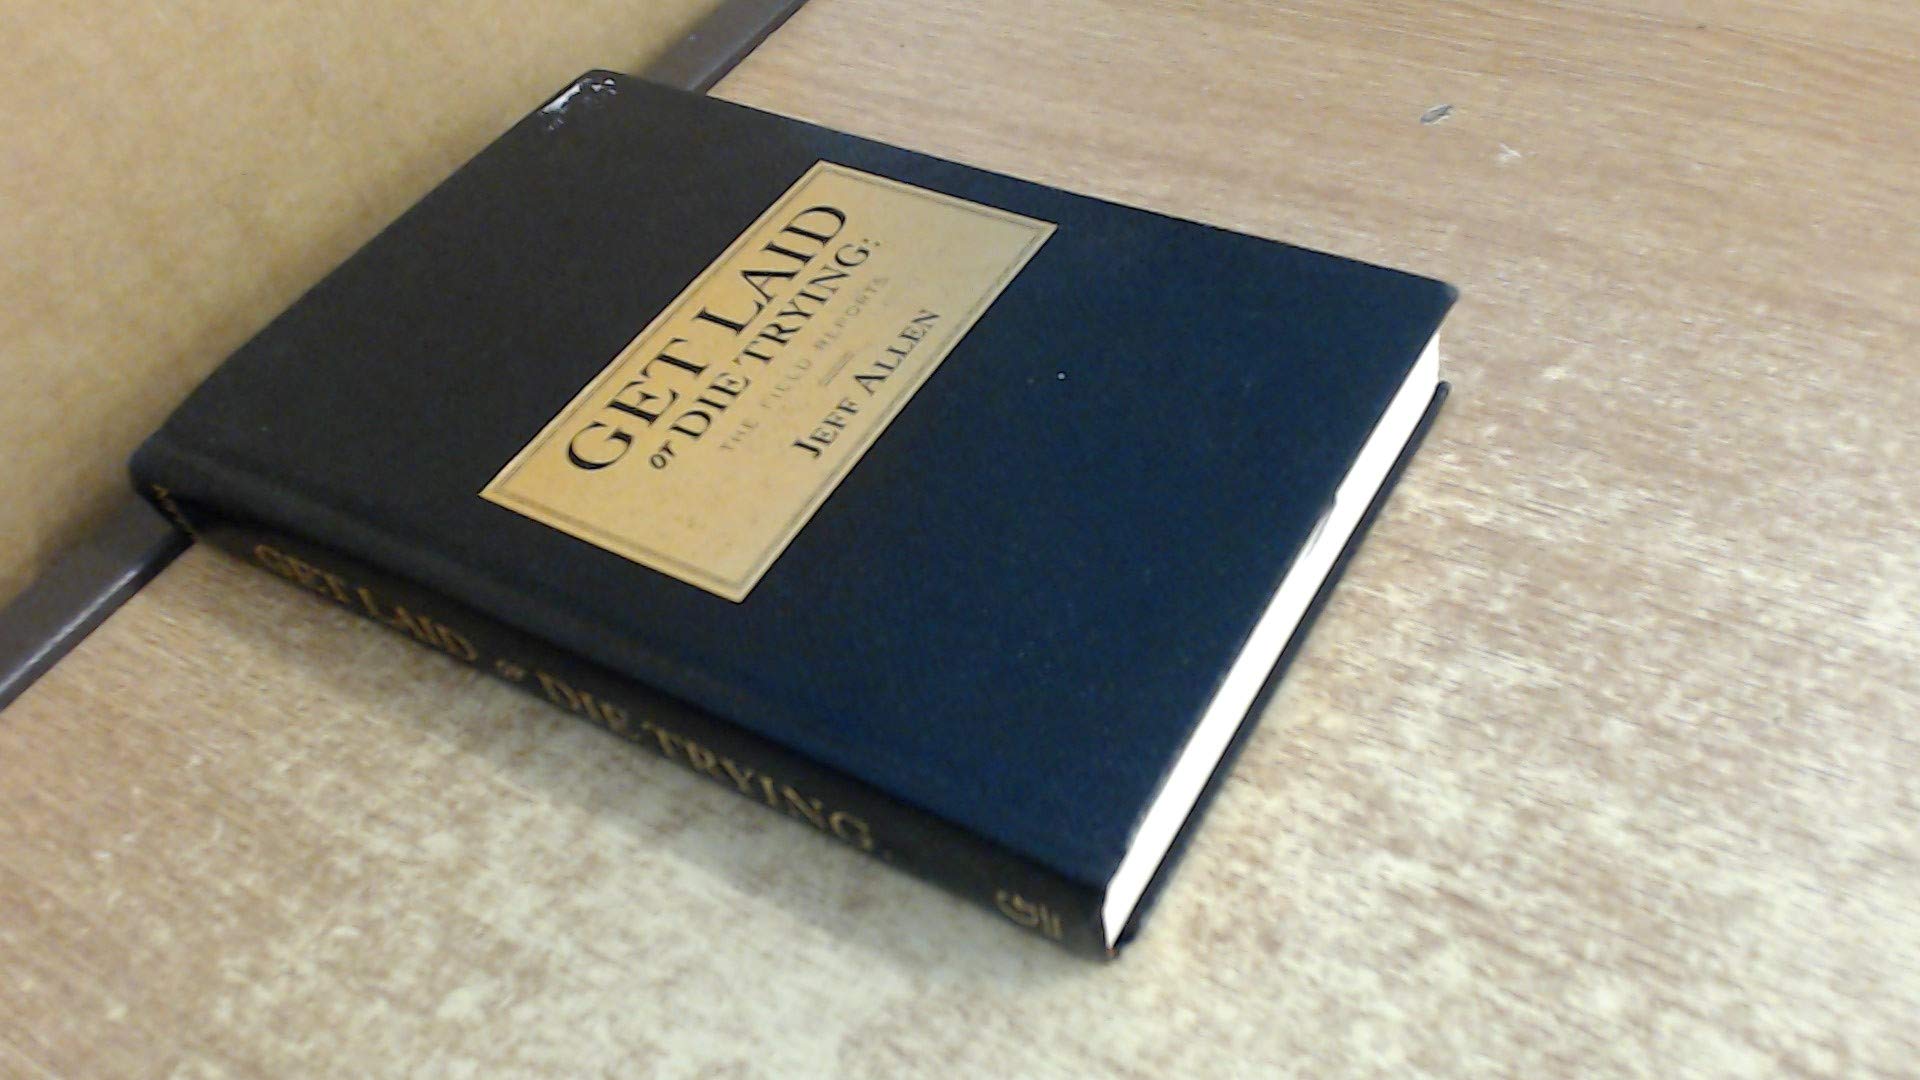 GET LAID
or DIE TRYING:
THE FIELD REPORTS
JEFF ALLEN
GET LAID or DIE TRYING